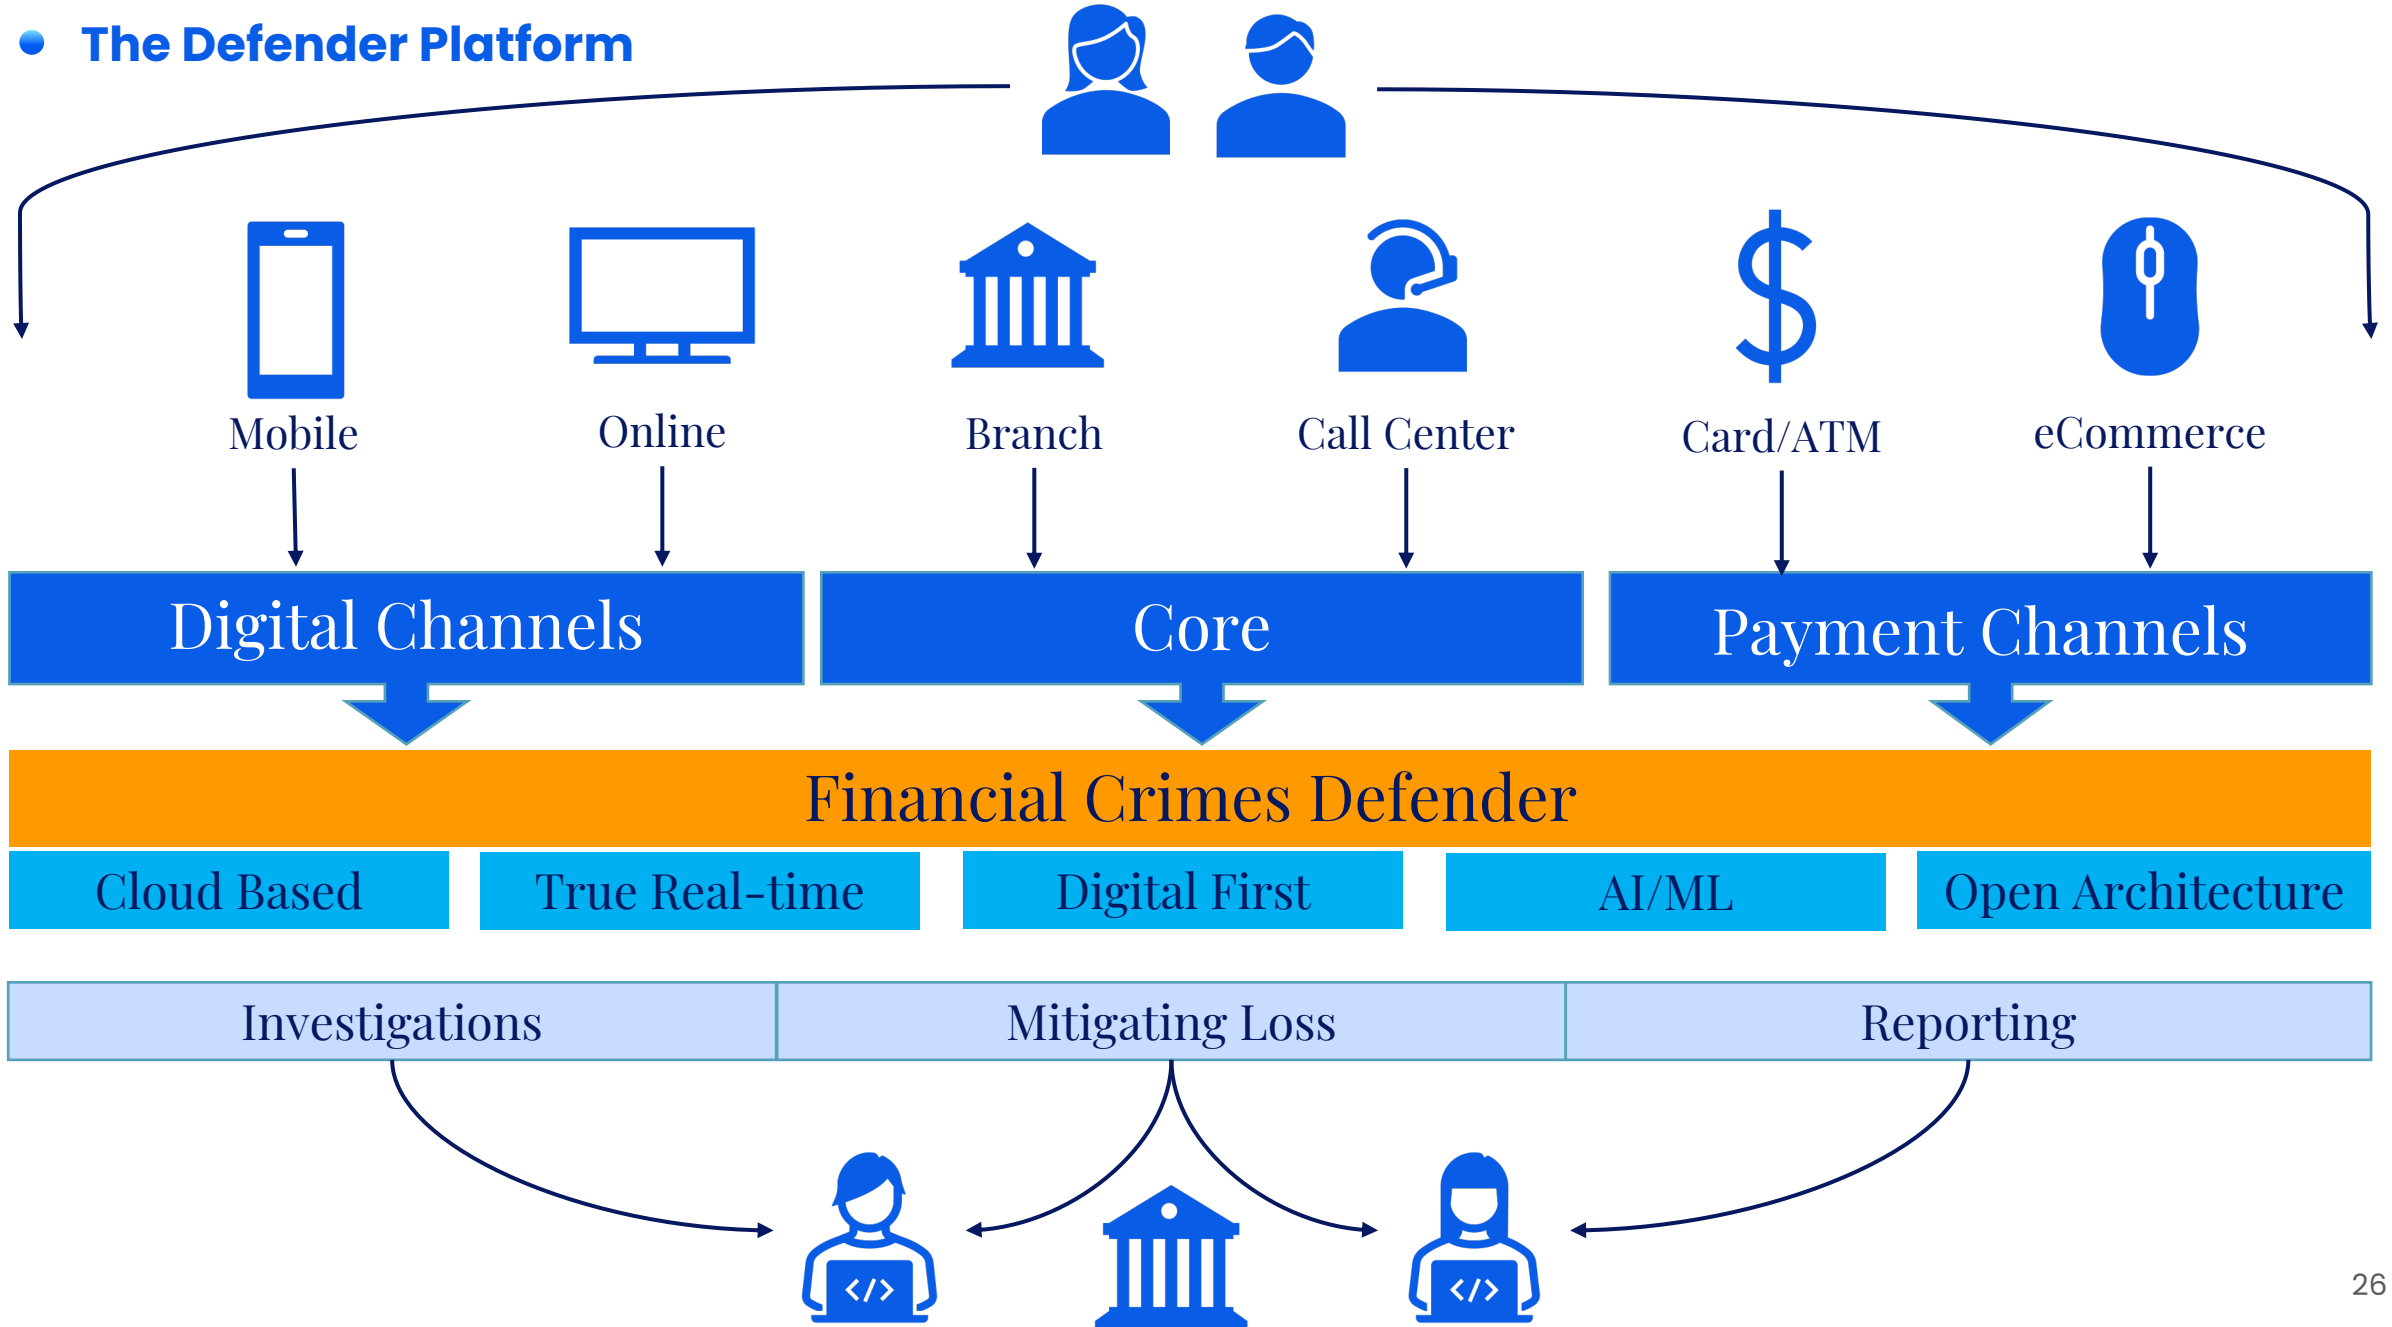 The Defender Platform
Mobile
Online
Branch
Call Center
Card/ATM
eCommerce
Digital Channels
Core
Payment Channels
Financial Crimes Defender
Cloud Based
True Real-time
Digital First
AI/ML
Open Architecture
Investigations
Mitigating Loss
Reporting
</>
</>
26